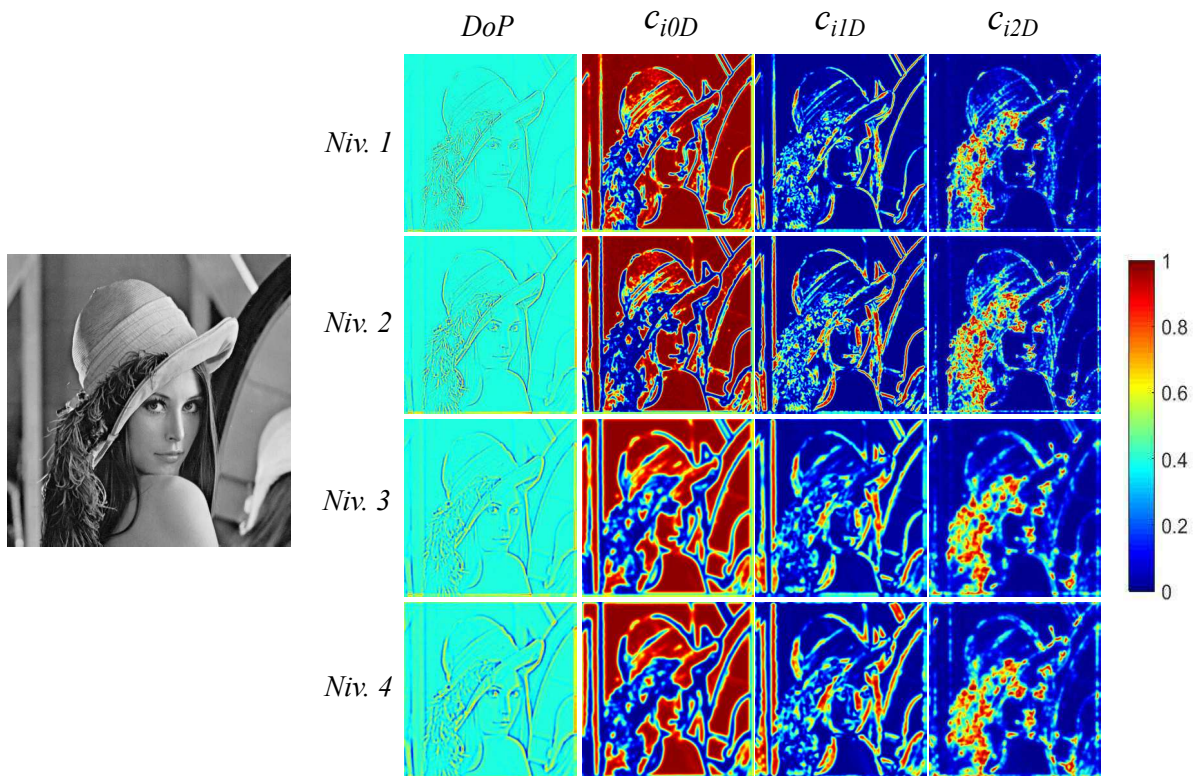 DoP c_{i0D} c_{i1D} c_{i2D}
Niv. 1
Niv. 2
Niv. 3
Niv. 4
1
0.8
0.6
0.4
0.2
0